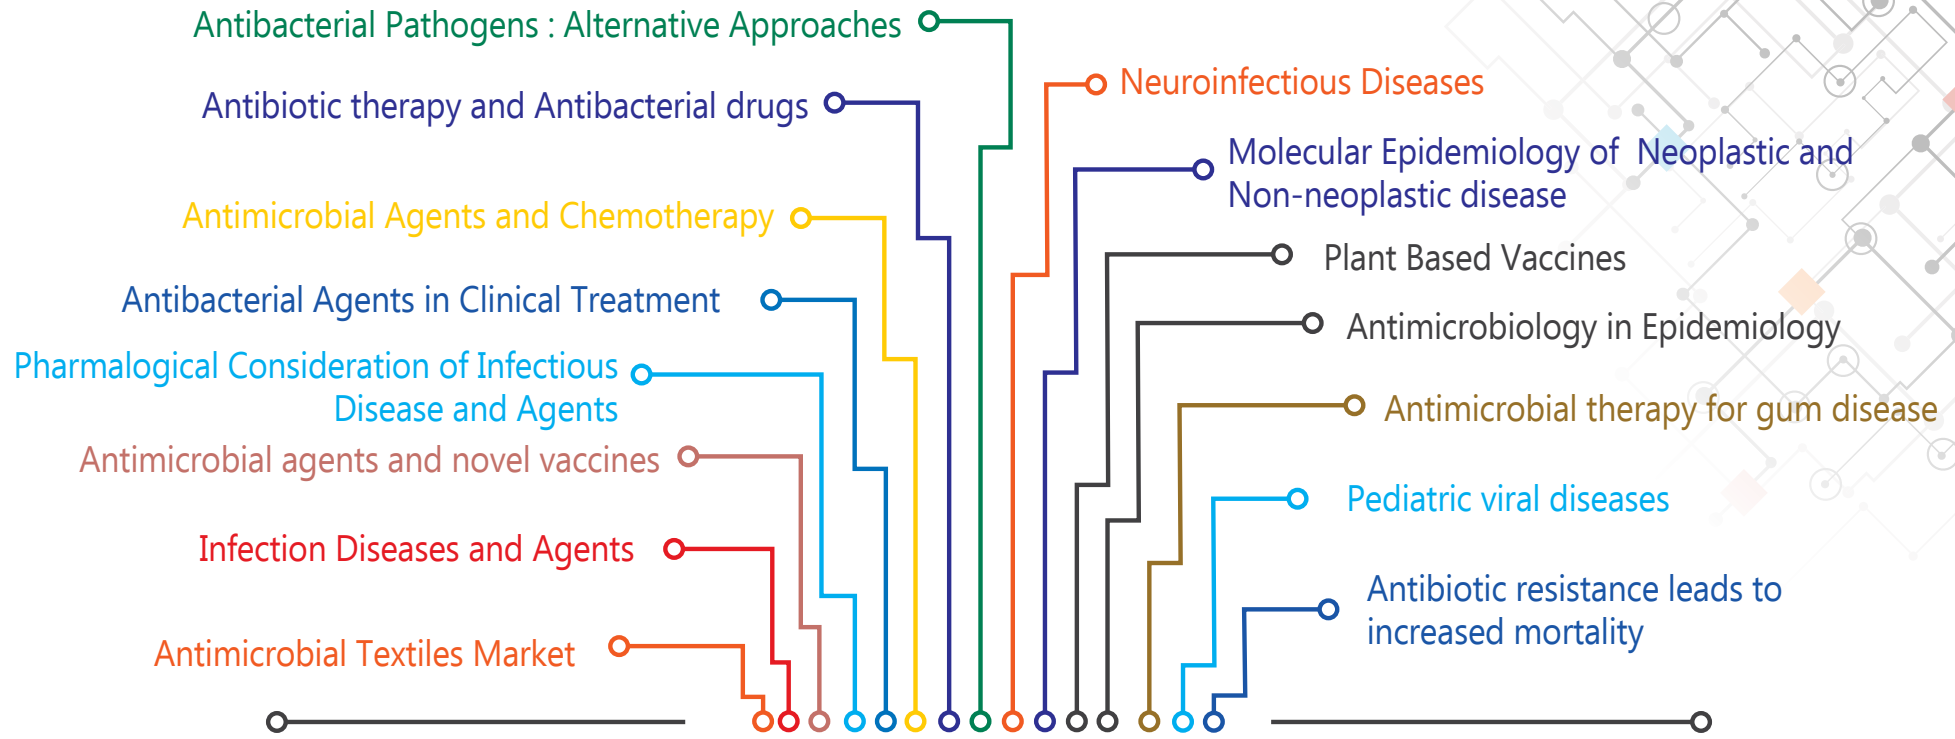 Antibacterial Pathogens : Alternative Approaches
Antibiotic therapy and Antibacterial drugs
Antimicrobial Agents and Chemotherapy
Antibacterial Agents in Clinical Treatment
Pharmalogical Consideration of Infectious
Disease and Agents
Antimicrobial agents and novel vaccines
Infection Diseases and Agents
Antimicrobial Textiles Market
Neuroinfectious Diseases
Molecular Epidemiology of Neoplastic and
Non-neoplastic disease
Plant Based Vaccines
Antimicrobiology in Epidemiology
Antimicrobial therapy for gum disease
Pediatric viral diseases
Antibiotic resistance leads to
increased mortality